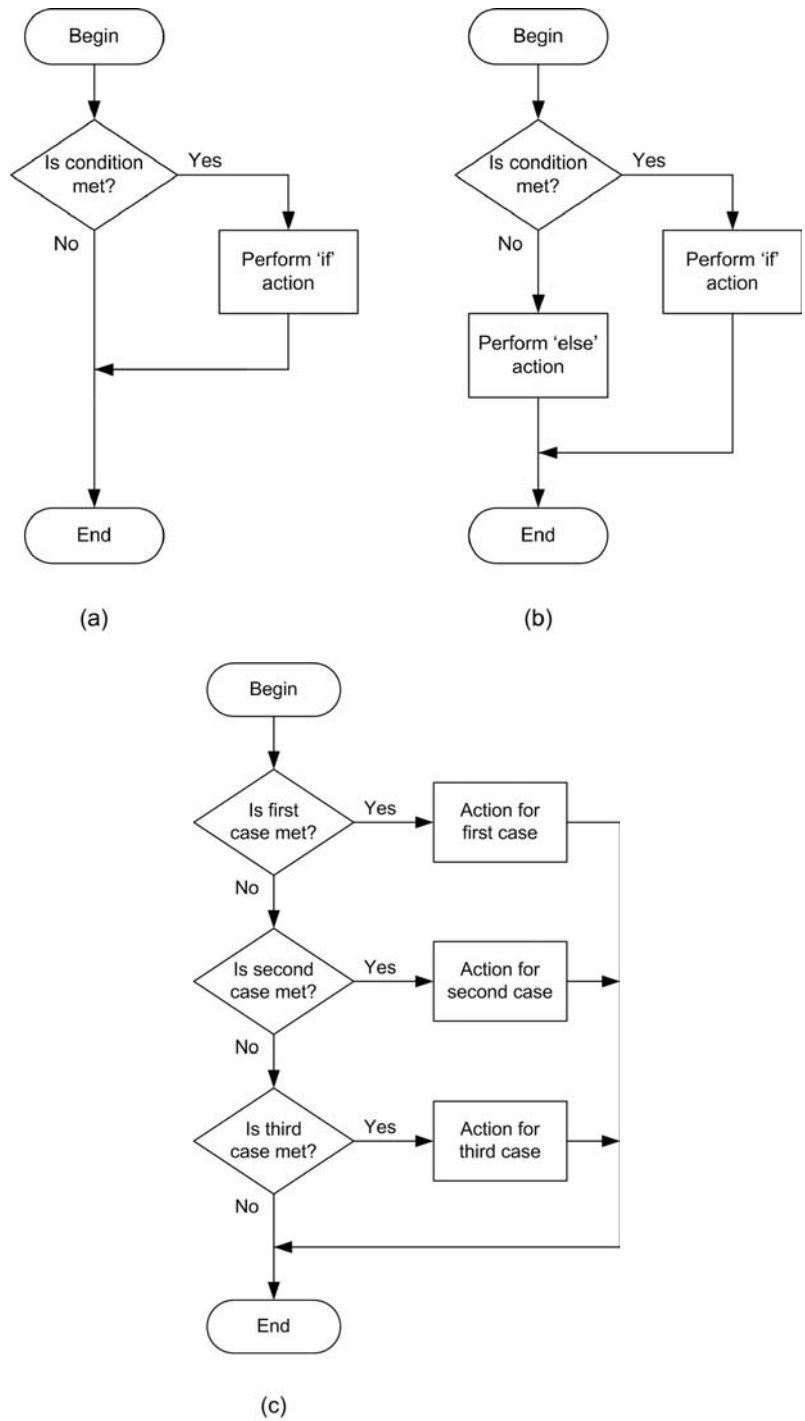 Begin
Is condition
met?
Yes
No
Perform ‘if’
action
End
(a)
Begin
Is condition
met?
Yes
No
Perform ‘if’
action
Perform ‘else’
action
End
(b)
Begin
Is first
case met?
Yes
Action for
first case
No
Is second
case met?
Yes
Action for
second case
No
Is third
case met?
Yes
Action for
third case
No
End
(c)